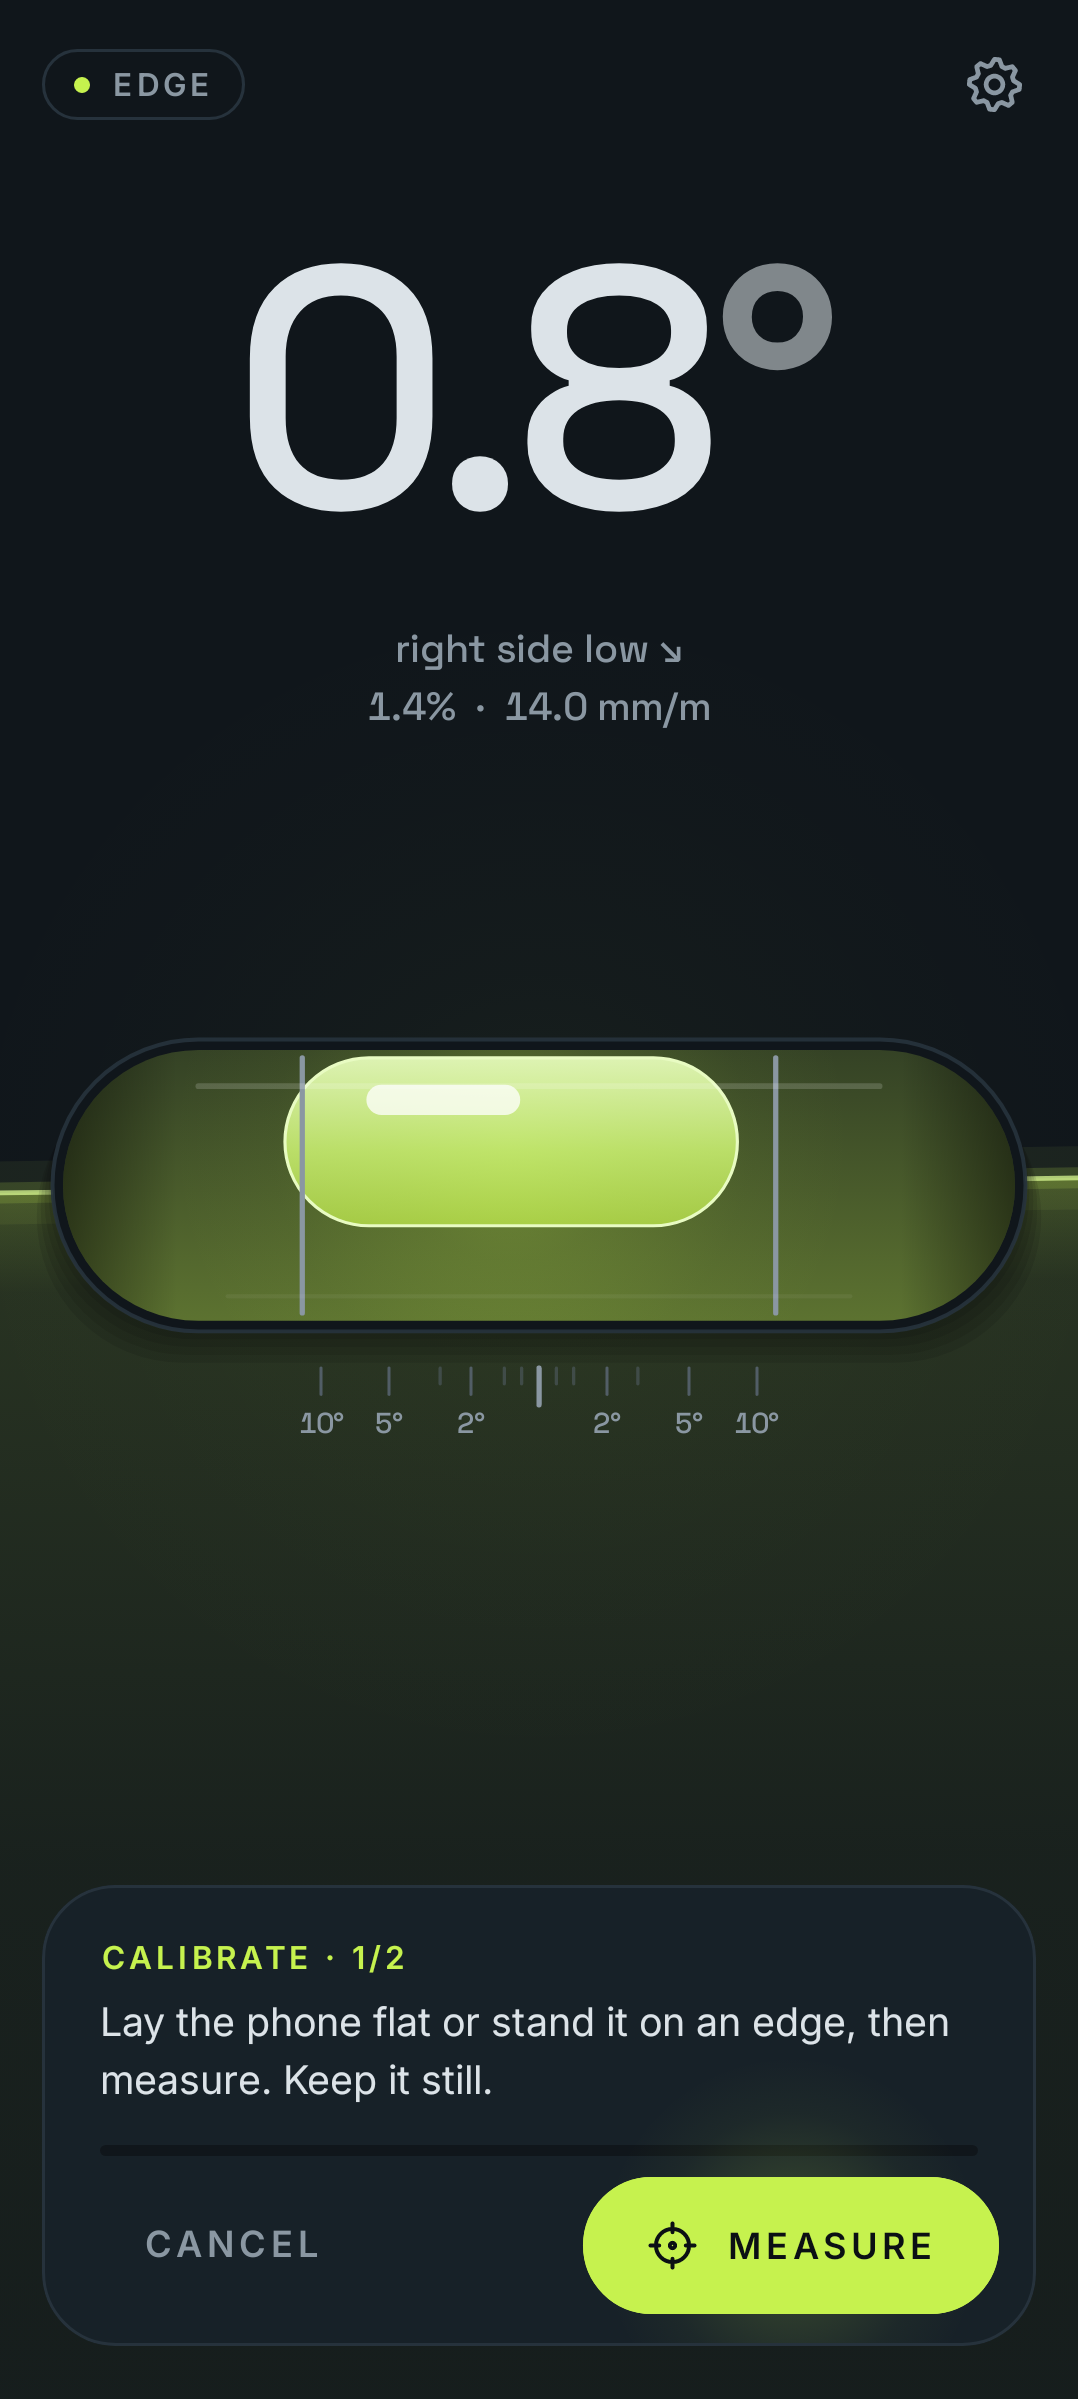 EDGE
0.8°
right side low ↘
1.4% · 14.0 mm/m
10° 5° 2° 2° 5° 10°
CALIBRATE · 1/2
Lay the phone flat or stand it on an edge, then
measure. Keep it still.
CANCEL
MEASURE